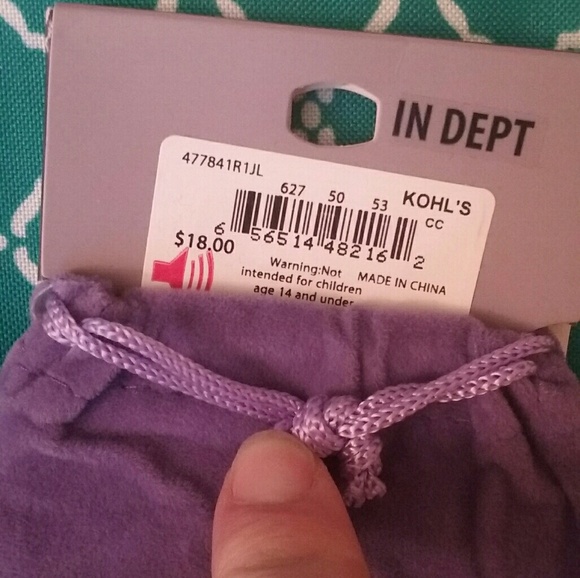 IN DEPT
477841R1JL
627 50 53 KOHL'S
CC
6 56514 48216 2
$18.00
Warning:Not
intended for children
age 14 and under
MADE IN CHINA